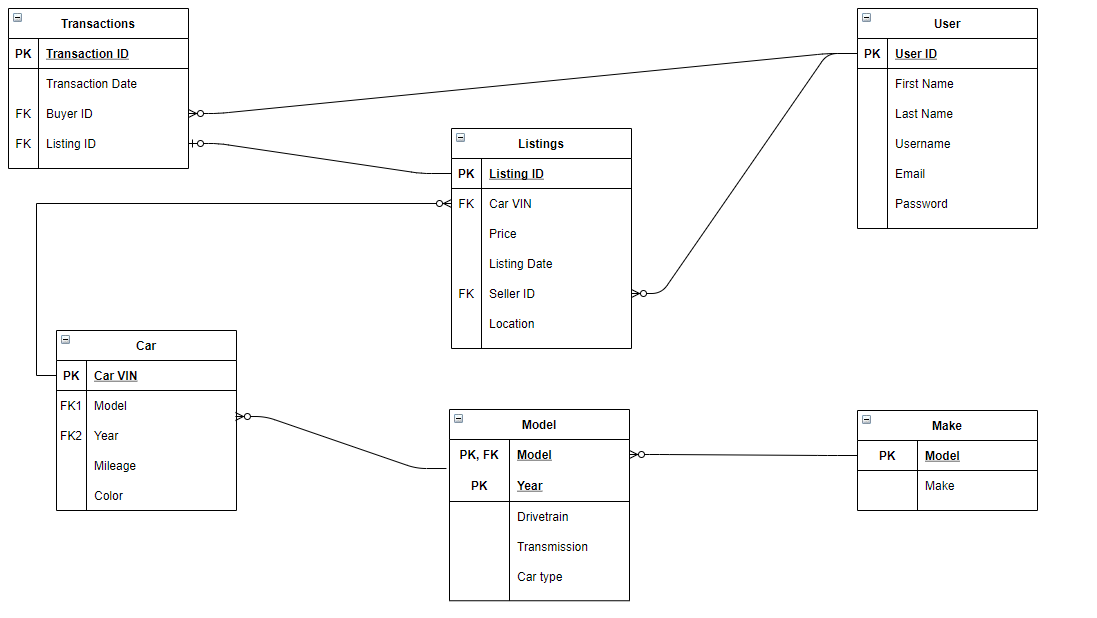 Transactions
PK Transaction ID
Transaction Date
FK Buyer ID
FK Listing ID
User
PK User ID
First Name
Last Name
Username
Email
Password
Listings
PK Listing ID
FK Car VIN
Price
Listing Date
FK Seller ID
Location
Car
PK Car VIN
FK1 Model
FK2 Year
Mileage
Color
Model
PK, FK Model
PK Year
Drivetrain
Transmission
Car type
Make
PK Model
Make